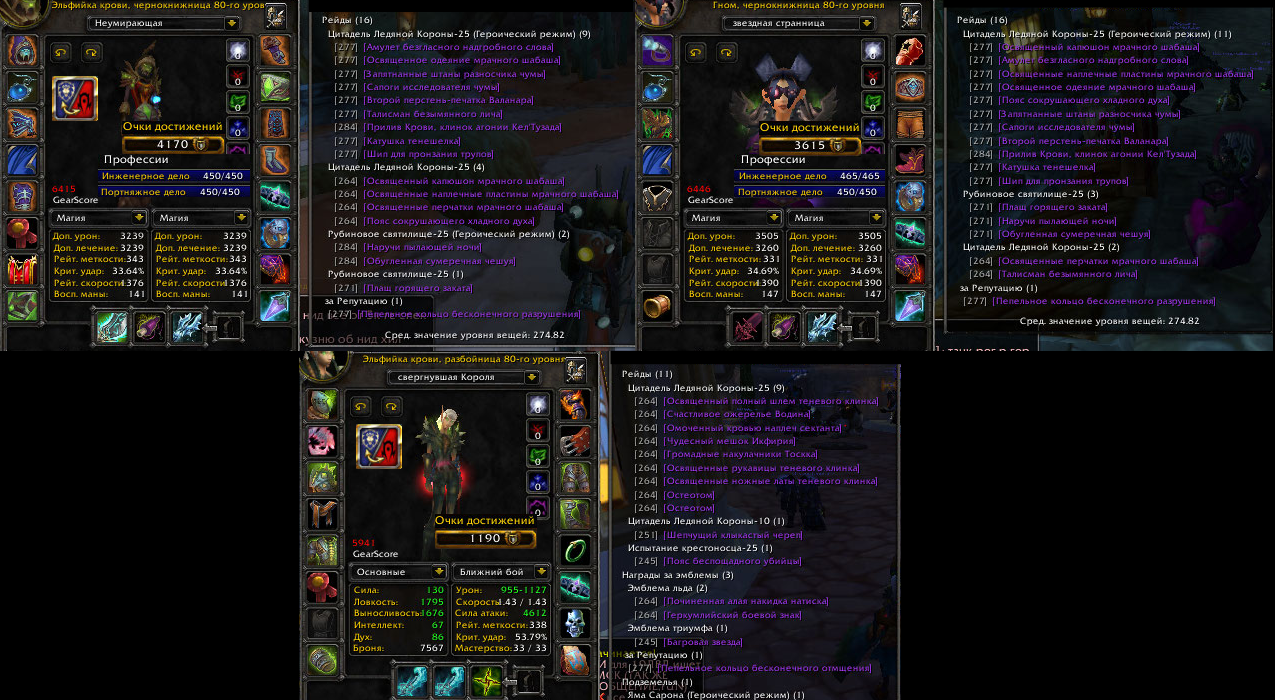 Эльфийка крови, чернокнижница 80-го уров
Неумирающая
Очки достижений
4170
Профессии
Инженерное дело 450/450
Портняжное дело 450/450
6415
GearScore
Магия
Магия
Доп. урон: 3239
Доп. лечение: 3239
Рейт. меткости: 343
Крит. удар: 33.64%
Рейт. скорости 1376
Восп. маны: 141
Доп. урон: 3239
Доп. лечение: 3239
Рейт. меткости: 343
Крит. удар: 33.64%
Рейт. скорости 1376
Восп. маны: 141
Рейды (16)
Цитадель Ледяной Короны-25 (Героический режим) (9)
[277] [Амулет безгласного надгробного слова]
[277] [Освященное одеяние мрачного шабаша]
[277] [Запятнанные штаны разносчика чумы]
[277] [Сапоги исследователя чумы]
[277] [Второй перстень-печатка Валанара]
[277] [Талисман безымянного лича]
[284] [Прилив Крови, клинок агонии Кел'Тузада]
[277] [Катушка тенешелка]
[277] [Шип для пронзания трупов]
Цитадель Ледяной Короны-25 (4)
[264] [Освященный капюшон мрачного шабаша]
[264] [Освященные наплечные пластины мрачного шабаша]
[264] [Освященные перчатки мрачного шабаша]
[264] [Пояс сокрушающего хладного духа]
Рубиновое святилище-25 (Героический режим) (2)
[284] [Наручи пылающей ночи]
[284] [Обугленная сумеречная чешуя]
Рубиновое святилище-25 (1)
[271] [Плащ горящего заката]
за Репутацию (1)
[277] [Пепельное кольцо бесконечного разрушения]
Сред. значение уровня вещей: 274.82
Гном, чернокнижница 80-го уровня
звездная странница
Очки достижений
3615
Профессии
Инженерное дело 465/465
Портняжное дело 450/450
6446
GearScore
Магия
Магия
Доп. урон: 3505
Доп. лечение: 3260
Рейт. меткости: 331
Крит. удар: 34.69%
Рейт. скорости 1390
Восп. маны: 147
Доп. урон: 3505
Доп. лечение: 3260
Рейт. меткости: 331
Крит. удар: 34.69%
Рейт. скорости 1390
Восп. маны: 147
Рейды (16)
Цитадель Ледяной Короны-25 (Героический режим) (11)
[277] [Освященный капюшон мрачного шабаша]
[277] [Амулет безгласного надгробного слова]
[277] [Освященные наплечные пластины мрачного шабаша]
[277] [Освященное одеяние мрачного шабаша]
[277] [Пояс сокрушающего хладного духа]
[277] [Запятнанные штаны разносчика чумы]
[277] [Сапоги исследователя чумы]
[277] [Второй перстень-печатка Валанара]
[284] [Прилив Крови, клинок агонии Кел'Тузада]
[277] [Катушка тенешелка]
[277] [Шип для пронзания трупов]
Рубиновое святилище-25 (3)
[271] [Плащ горящего заката]
[271] [Наручи пылающей ночи]
[271] [Обугленная сумеречная чешуя]
Цитадель Ледяной Короны-25 (2)
[264] [Освященные перчатки мрачного шабаша]
[264] [Талисман безымянного лича]
за Репутацию (1)
[277] [Пепельное кольцо бесконечного разрушения]
Сред. значение уровня вещей: 274.82
Эльфийка крови, разбойница 80-го уровня
свергнувшая Короля
Очки достижений
1190
5941
GearScore
Основные
Ближний бой
Сила: 130
Ловкость: 1795
Выносливость: 1676
Интеллект: 67
Дух: 86
Броня: 7567
Урон: 955-1127
Скорость 1.43 / 1.43
Сила атаки: 4612
Рейт. меткости: 338
Крит. удар: 53.79%
Мастерство: 33 / 33
Рейды (11)
Цитадель Ледяной Короны-25 (9)
[264] [Освященный полный шлем теневого клинка]
[264] [Счастливое ожерелье Водина]
[264] [Омоченный кровью наплеч сектанта]
[264] [Чудесный мешок Икфирия]
[264] [Громадные накулачники Тоскка]
[264] [Освященные рукавицы теневого клинка]
[264] [Освященные ножные латы теневого клинка]
[264] [Остеотом]
[264] [Остеотом]
Цитадель Ледяной Короны-10 (1)
[251] [Шепчущий клыкастый череп]
Испытание крестоносца-25 (1)
[245] [Пояс беспощадного убийцы]
Награды за эмблемы (3)
Эмблема льда (2)
[264] [Починенная алая накидка натиска]
[264] [Геркумлийский боевой знак]
Эмблема триумфа (1)
[245] [Багровая звезда]
за Репутацию (1)
[277] [Пепельное кольцо бесконечного отмщения]
Подземелья (1)
Яма Сарона (Героический режим) (1)